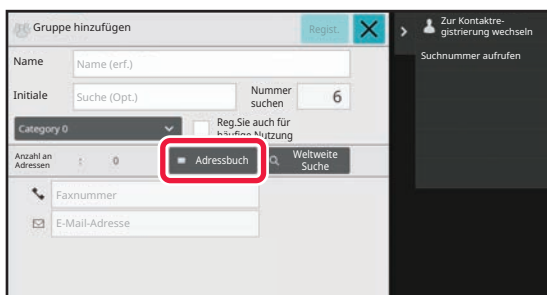 Gruppe hinzufügen
Regist.
Name
Name (erf.)
Initiale
Suche (Opt.)
Nummer
suchen
6
Category 0
Reg.Sie auch für
häufige Nutzung
Anzahl an
Adressen
:
0
Adressbuch
Weltweite
Suche
Faxnummer
E-Mail-Adresse
Zur Kontaktre-
gistrierung wechseln
Suchnummer aufrufen